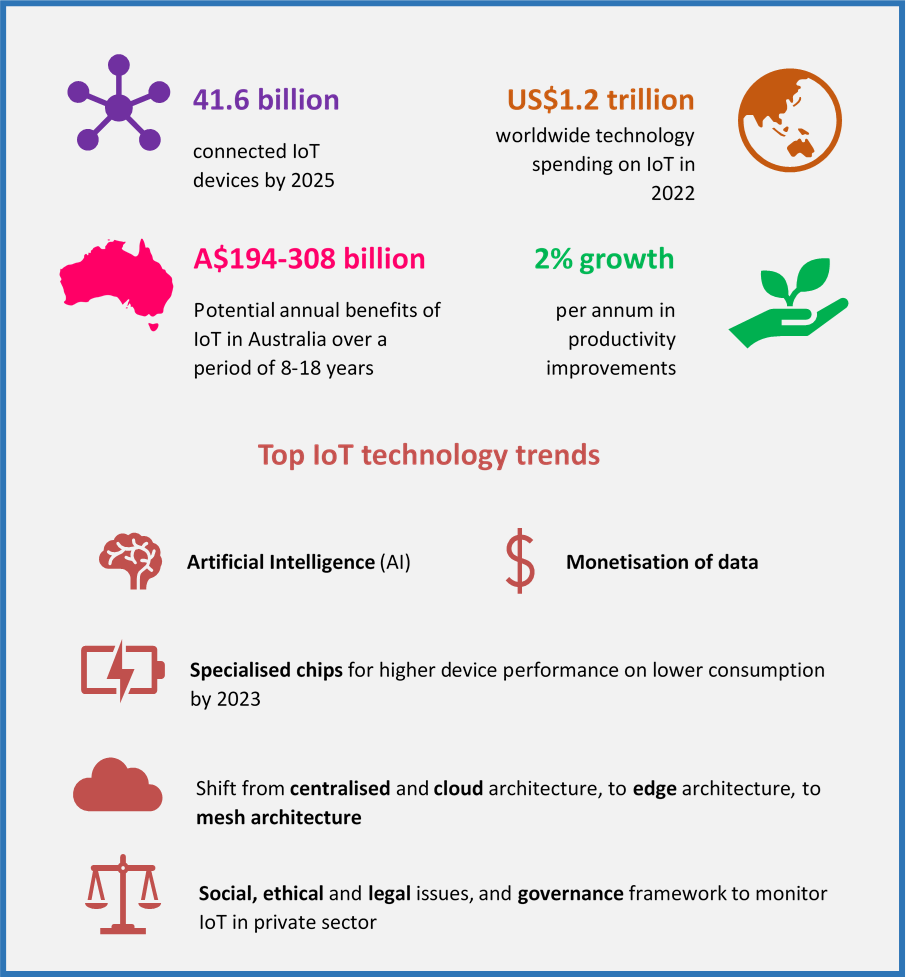 41.6 billion
connected IoT
devices by 2025
US$1.2 trillion
worldwide technology
spending on IoT in
2022
A$194-308 billion
Potential annual benefits of
IoT in Australia over a
period of 8-18 years
2% growth
per annum in
productivity
improvements
Top IoT technology trends
Artificial Intelligence (AI)
Monetisation of data
Specialised chips for higher device performance on lower consumption
by 2023
Shift from centralised and cloud architecture, to edge architecture, to
mesh architecture
Social, ethical and legal issues, and governance framework to monitor
IoT in private sector